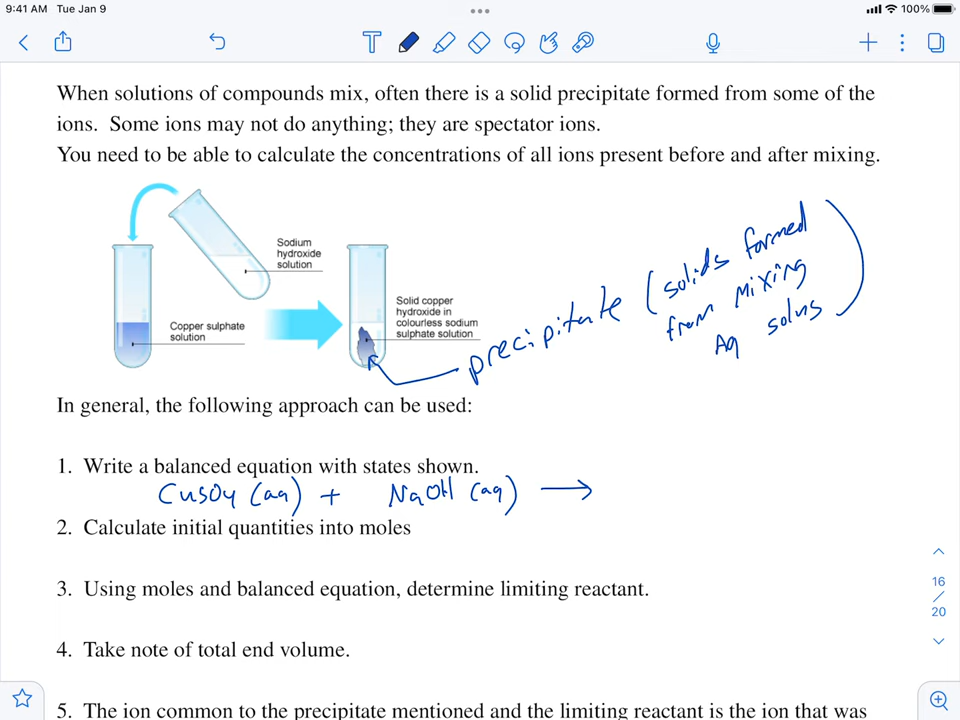 9:41 AM Tue Jan 9
100%
When solutions of compounds mix, often there is a solid precipitate formed from some of the
ions. Some ions may not do anything; they are spectator ions.
You need to be able to calculate the concentrations of all ions present before and after mixing.
Sodium
hydroxide
solution
Copper sulphate
solution
Solid copper
hydroxide in
colourless sodium
sulphate solution
precipitate (solids formed
from mixing
Aq solns)
In general, the following approach can be used:
1. Write a balanced equation with states shown.
CuSO4 (aq) + NaOH (aq) →
2. Calculate initial quantities into moles
3. Using moles and balanced equation, determine limiting reactant.
4. Take note of total end volume.
5. The ion common to the precipitate mentioned and the limiting reactant is the ion that was
16
/
20